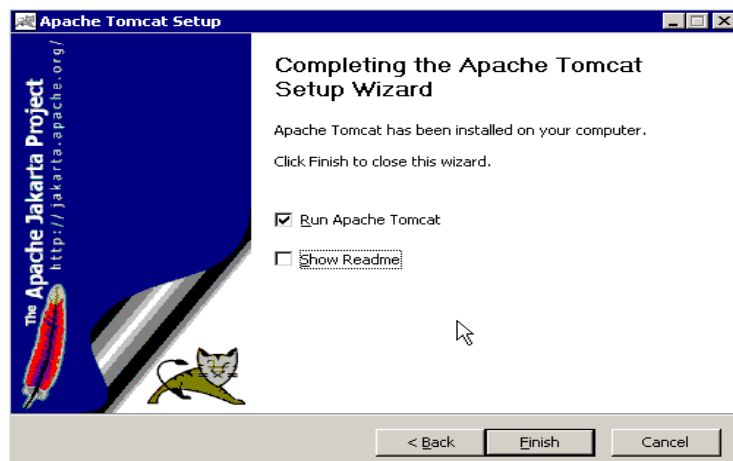 Apache Tomcat Setup
The Apache Jakarta Project
http://jakarta.apache.org/
Completing the Apache Tomcat
Setup Wizard
Apache Tomcat has been installed on your computer.
Click Finish to close this wizard.
Run Apache Tomcat
Show Readme
< Back Finish Cancel